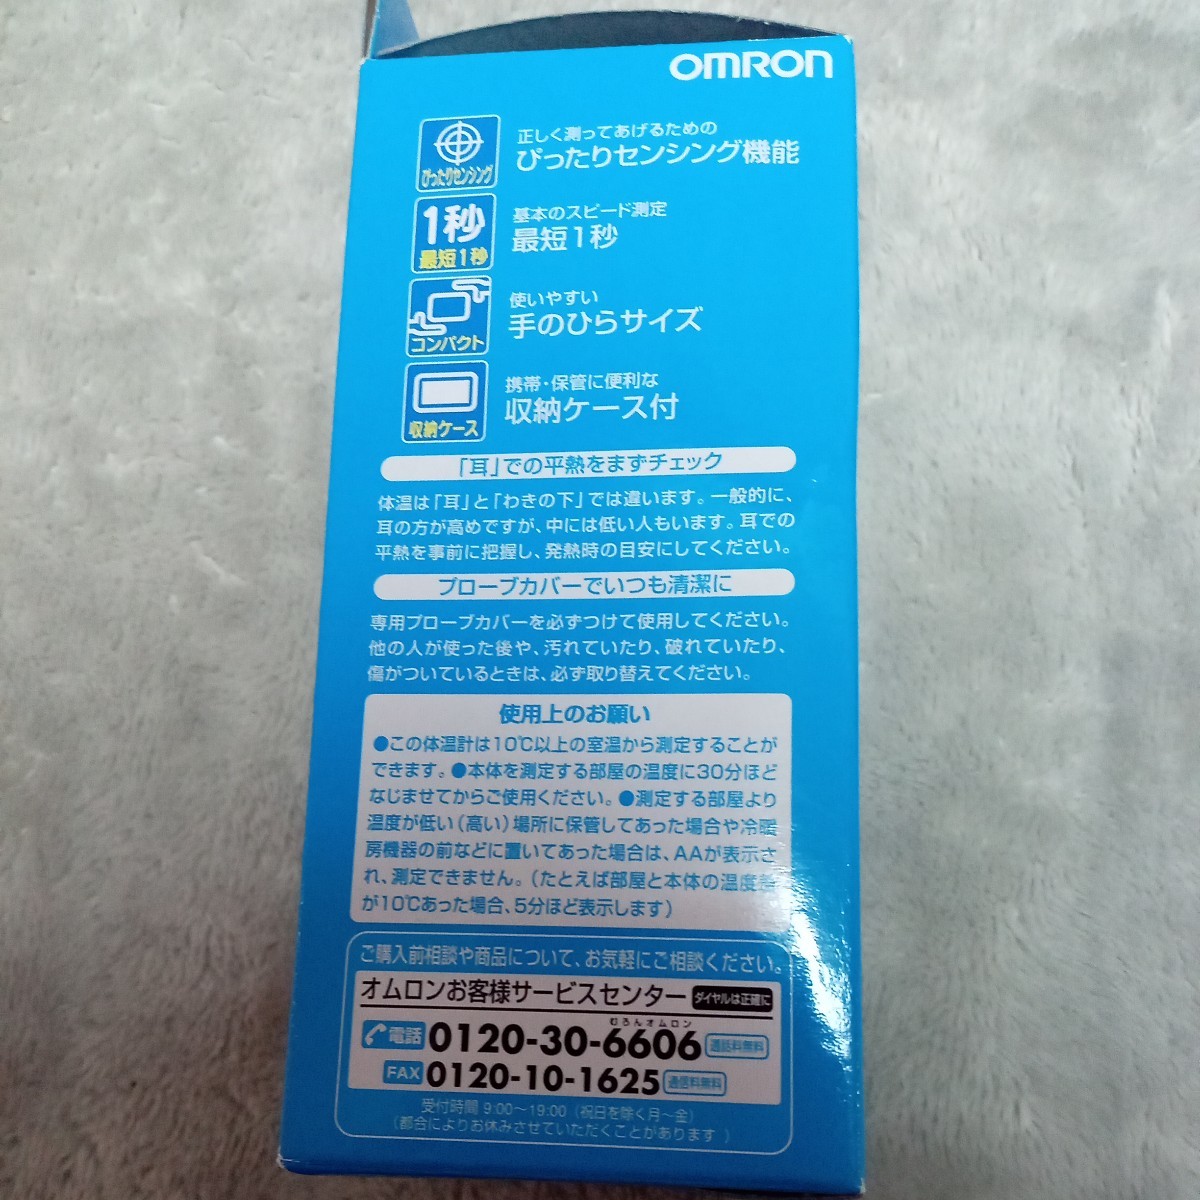 OMRON
ぴったりセンシング
正しく測ってあげるための
ぴったりセンシング機能
1秒
最短1秒
基本のスピード測定
最短1秒
コンパクト
使いやすい
手のひらサイズ
収納ケース
携帯・保管に便利な
収納ケース付
「耳」での平熱をまずチェック
体温は「耳」と「わきの下」では違います。一般的に、
耳の方が高めですが、中には低い人もいます。耳での
平熱を事前に把握し、発熱時の目安にしてください。
プローブカバーでいつも清潔に
専用プローブカバーを必ずつけて使用してください。
他の人が使った後や、汚れていたり、破れていたり、
傷がついているときは、必ず取り替えてください。
使用上のお願い
●この体温計は10℃以上の室温から測定することが
できます。●本体を測定する部屋の温度に30分ほど
なじませてからご使用ください。●測定する部屋より
温度が低い(高い)場所に保管してあった場合や冷暖
房機器の前などに置いてあった場合は、AAが表示さ
れ、測定できません。(たとえば部屋と本体の温度差
が10℃あった場合、5分ほど表示します)
ご購入前相談や商品について、お気軽にご相談ください。
オムロンお客様サービスセンター ダイヤルは正確に
むろんオムロン
電話 0120-30-6606 通話料無料
FAX 0120-10-1625 通信料無料
受付時間 9:00〜19:00 (祝日を除く月〜金)
(都合によりお休みさせていただくことがあります)